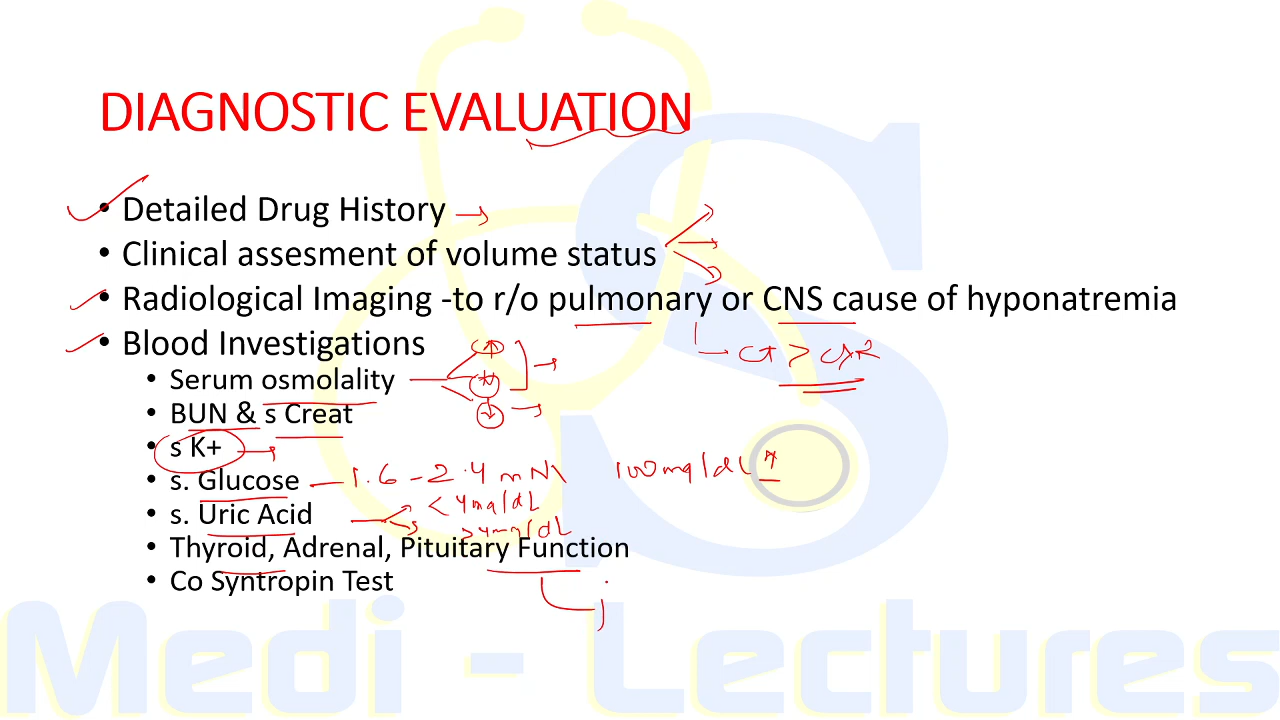 DIAGNOSTIC EVALUATION
• Detailed Drug History →
• Clinical assesment of volume status
• Radiological Imaging -to r/o pulmonary or CNS cause of hyponatremia
CT > CXR
• Blood Investigations
• Serum osmolality
• BUN & s Creat
• s K+ →
• s. Glucose — 1.6 - 2.4 100mg/dL ↑
• s. Uric Acid < 4mg/dL
>4mg/dL
• Thyroid, Adrenal, Pituitary Function
• Co Syntropin Test
Medi - Lectures